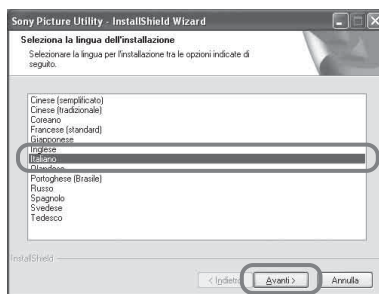 Sony Picture Utility - InstallShield Wizard
Seleziona la lingua dell'installazione
Selezionare la lingua per l'installazione tra le opzioni indicate di
seguito.
Cinese (semplificato)
Cinese (tradizionale)
Coreano
Francese (standard)
Giapponese
Inglese
Italiano
Olandese
Portoghese (Brasile)
Russo
Spagnolo
Svedese
Tedesco
InstallShield
< Indietro Avanti > Annulla